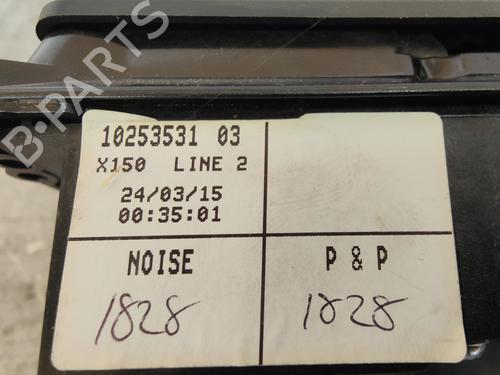 10253531 03
X150 LINE 2
24/03/15
00:35:01
NOISE
P & P
1828
1828
B-PARTS